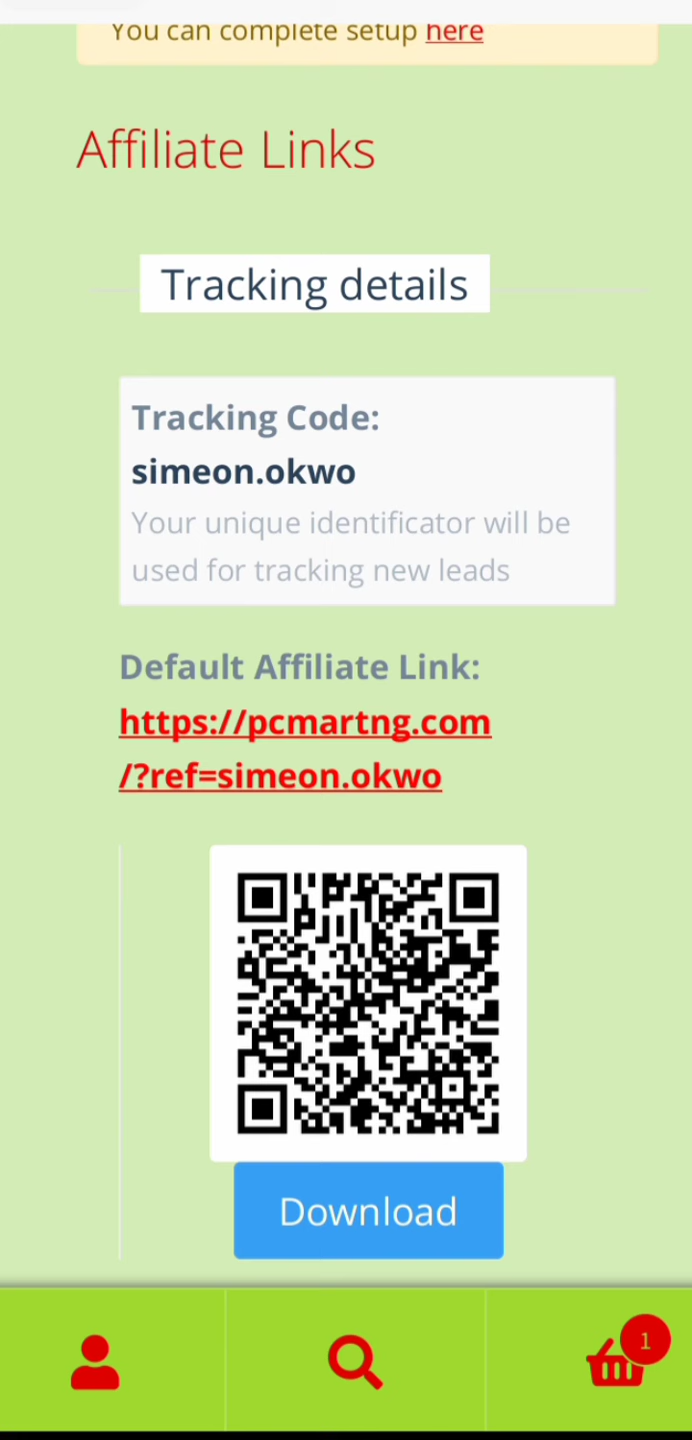 You can complete setup here
Affiliate Links
Tracking details
Tracking Code:
simeon.okwo
Your unique identificator will be
used for tracking new leads
Default Affiliate Link:
https://pcmartng.com
/?ref=simeon.okwo
Download
1